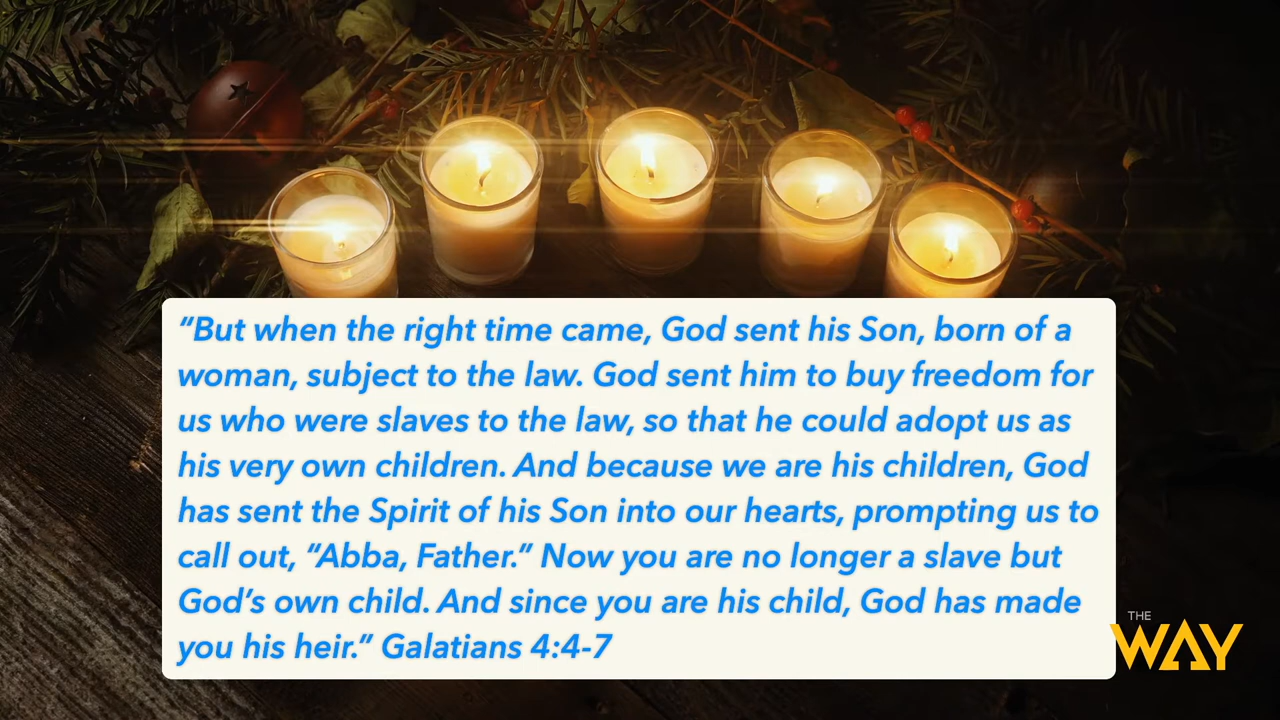 “But when the right time came, God sent his Son, born of a
woman, subject to the law. God sent him to buy freedom for
us who were slaves to the law, so that he could adopt us as
his very own children. And because we are his children, God
has sent the Spirit of his Son into our hearts, prompting us to
call out, “Abba, Father.” Now you are no longer a slave but
God’s own child. And since you are his child, God has made
you his heir.” Galatians 4:4-7
THE
WAY